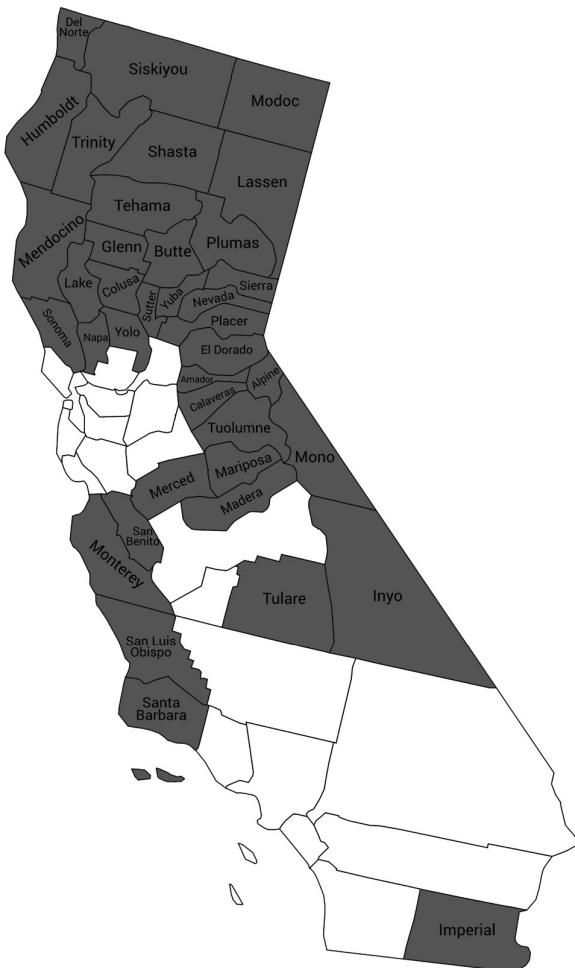 Del
Norte
Siskiyou
Modoc
Humboldt
Trinity
Shasta
Lassen
Tehama
Mendocino
Glenn
Butte
Plumas
Lake
Colusa
Sutter
Yuba
Nevada
Sierra
Sonoma
Napa
Yolo
Placer
El Dorado
Amador
Alpine
Calaveras
Tuolumne
Mono
Mariposa
Merced
Madera
San
Benito
Monterey
Tulare
Inyo
San Luis
Obispo
Santa
Barbara
Imperial